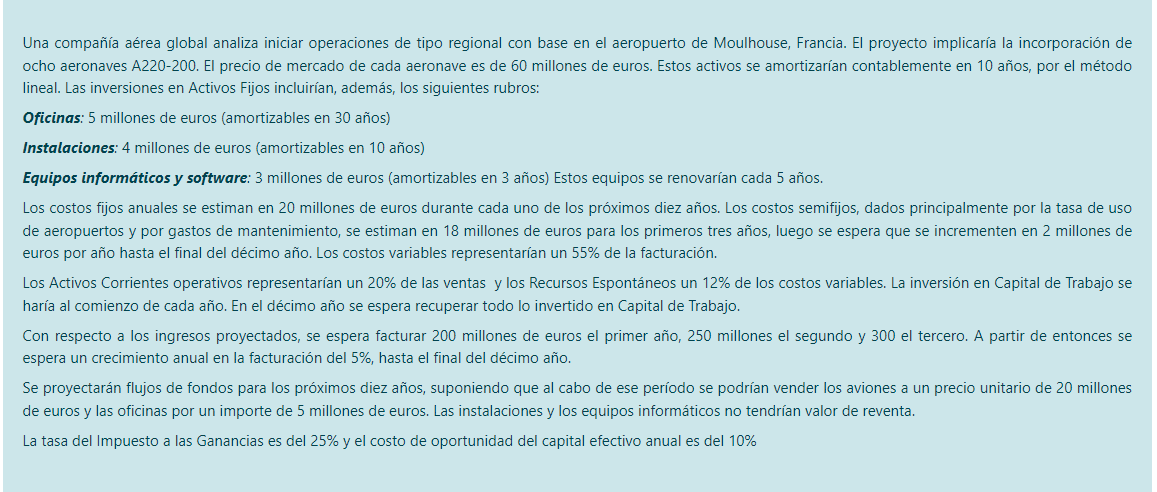 Una compañía aérea global analiza iniciar operaciones de tipo regional con base en el aeropuerto de Moulhouse, Francia. El proyecto implicaría la incorporación de
ocho aeronaves A220-200. El precio de mercado de cada aeronave es de 60 millones de euros. Estos activos se amortizarían contablemente en 10 años, por el método
lineal. Las inversiones en Activos Fijos incluirían, además, los siguientes rubros:
Oficinas: 5 millones de euros (amortizables en 30 años)
Instalaciones: 4 millones de euros (amortizables en 10 años)
Equipos informáticos y software: 3 millones de euros (amortizables en 3 años) Estos equipos se renovarían cada 5 años.
Los costos fijos anuales se estiman en 20 millones de euros durante cada uno de los próximos diez años. Los costos semifijos, dados principalmente por la tasa de uso
de aeropuertos y por gastos de mantenimiento, se estiman en 18 millones de euros para los primeros tres años, luego se espera que se incrementen en 2 millones de
euros por año hasta el final del décimo año. Los costos variables representarían un 55% de la facturación.
Los Activos Corrientes operativos representarían un 20% de las ventas y los Recursos Espontáneos un 12% de los costos variables. La inversión en Capital de Trabajo se
haría al comienzo de cada año. En el décimo año se espera recuperar todo lo invertido en Capital de Trabajo.
Con respecto a los ingresos proyectados, se espera facturar 200 millones de euros el primer año, 250 millones el segundo y 300 el tercero. A partir de entonces se
espera un crecimiento anual en la facturación del 5%, hasta el final del décimo año.
Se proyectarán flujos de fondos para los próximos diez años, suponiendo que al cabo de ese período se podrían vender los aviones a un precio unitario de 20 millones
de euros y las oficinas por un importe de 5 millones de euros. Las instalaciones y los equipos informáticos no tendrían valor de reventa.
La tasa del Impuesto a las Ganancias es del 25% y el costo de oportunidad del capital efectivo anual es del 10%